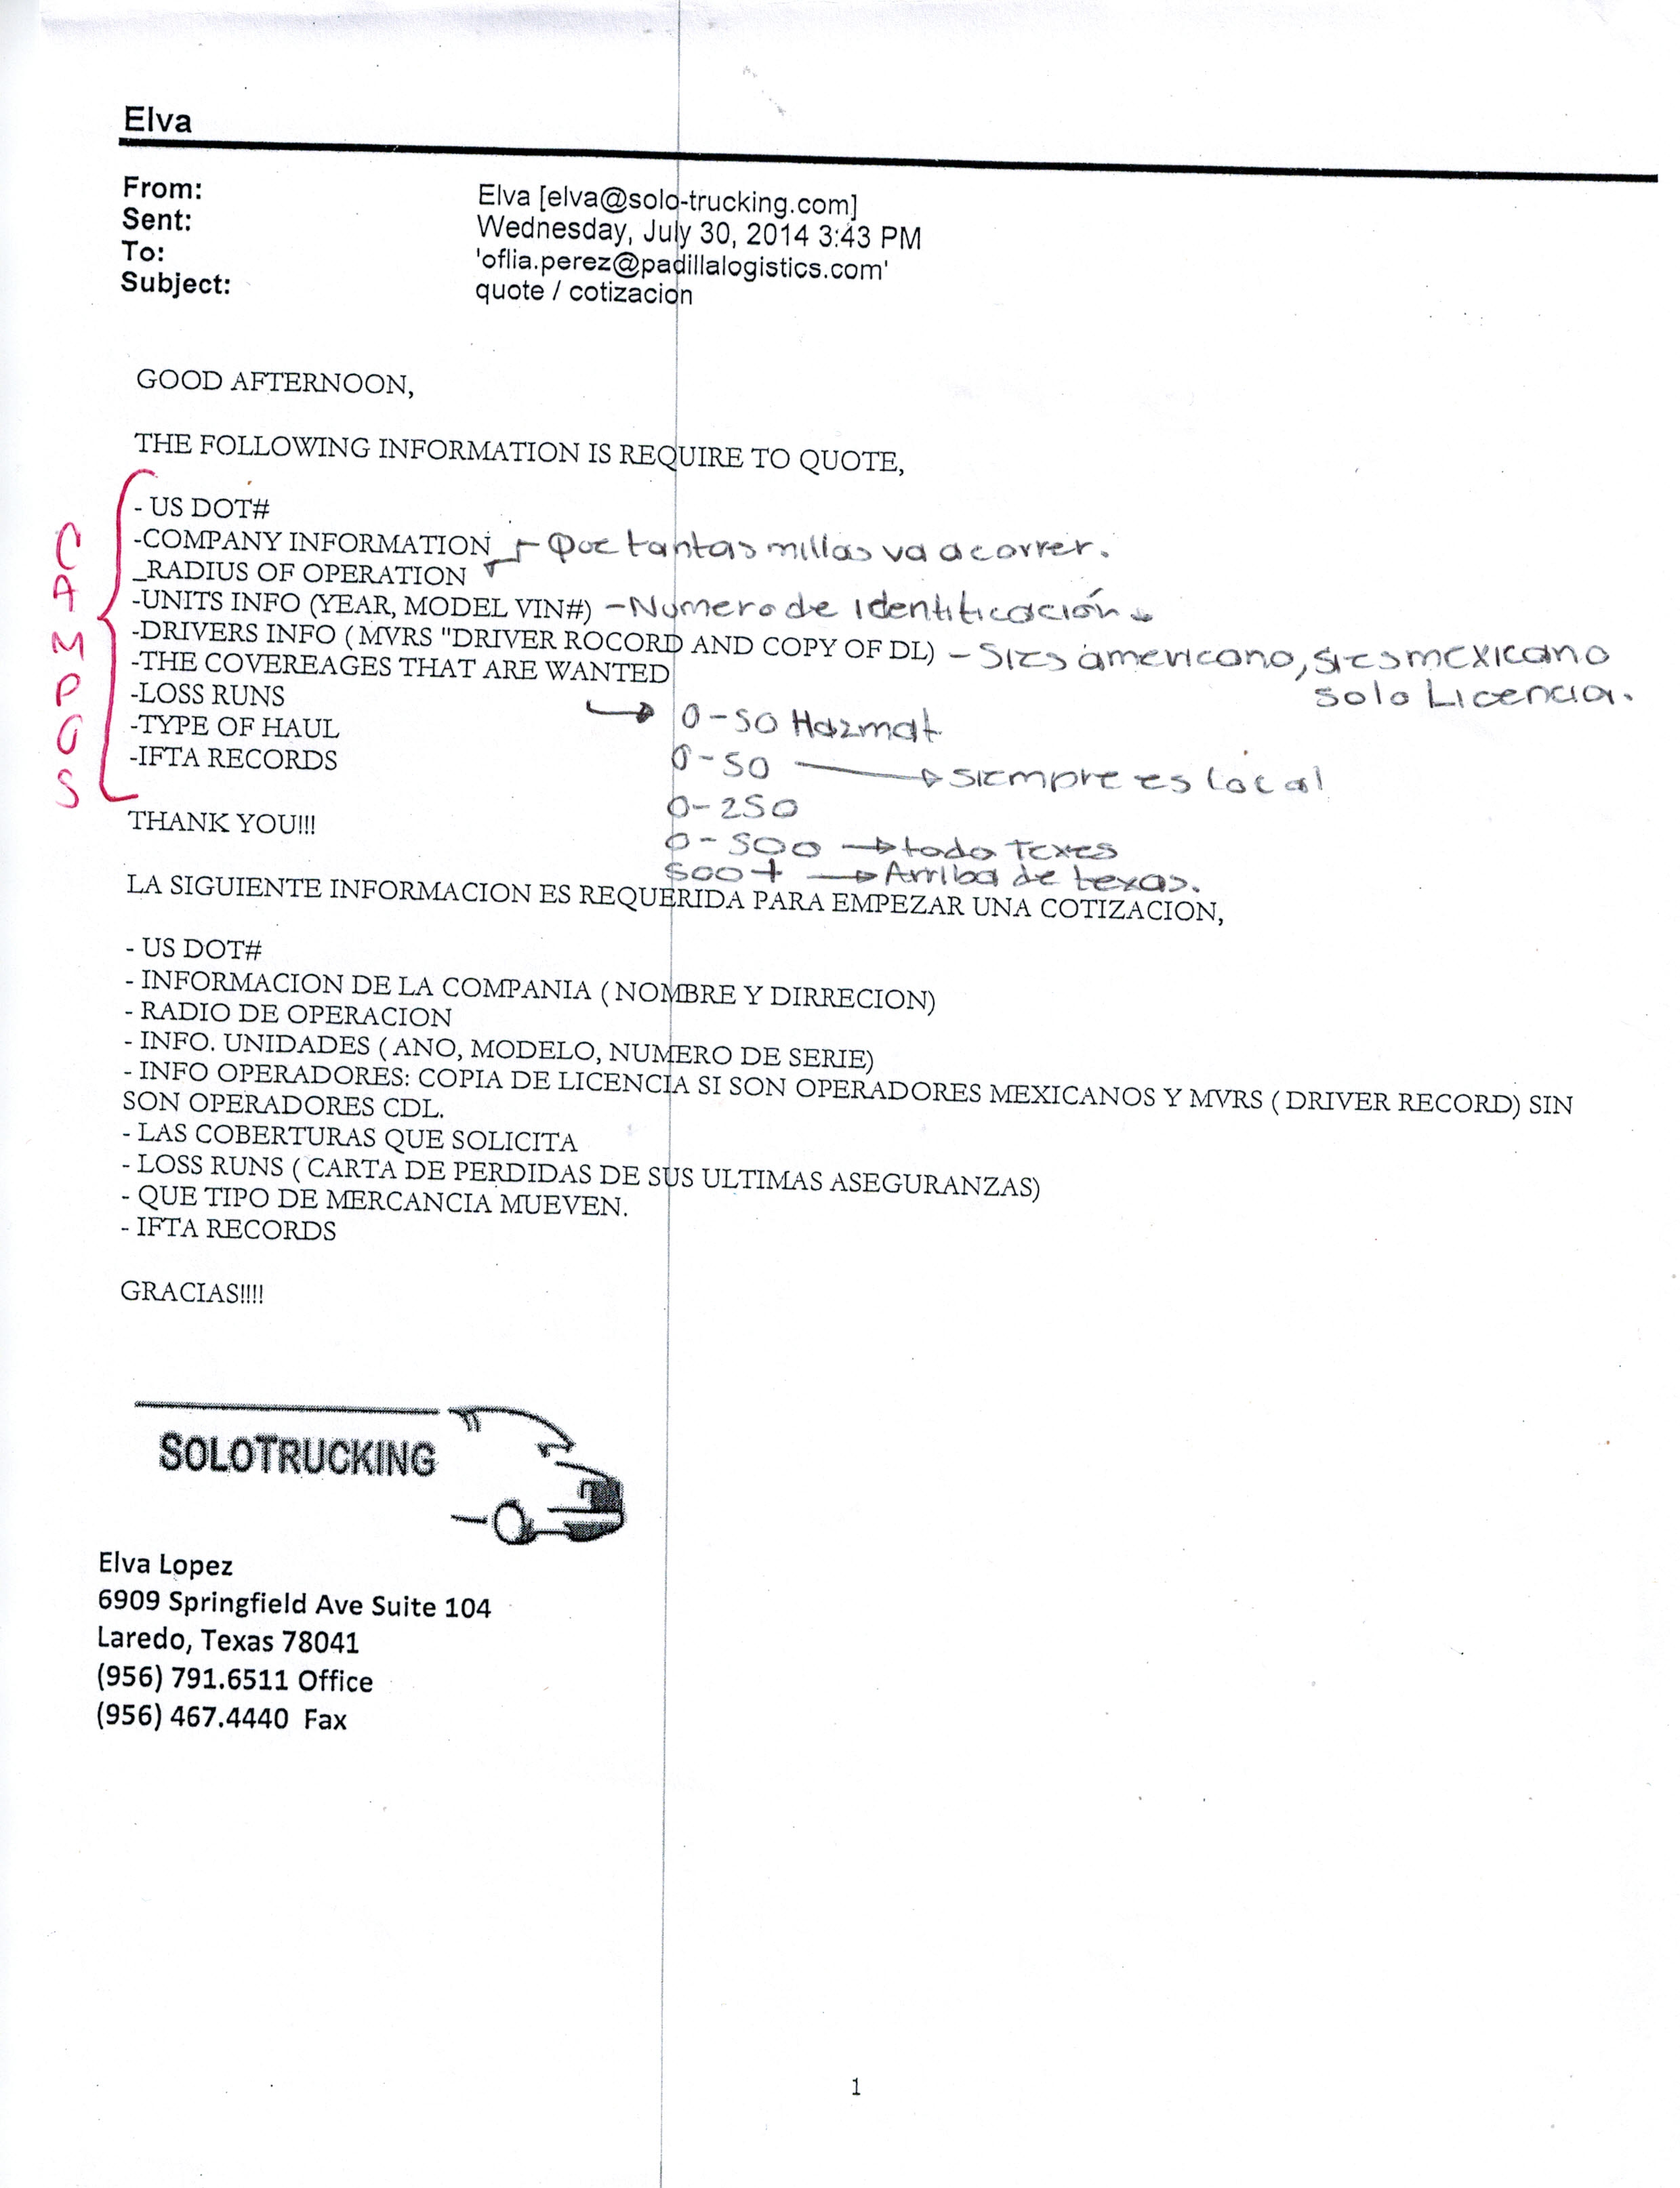 Elva
From: Elva [elva@solo-trucking.com]
Sent: Wednesday, July 30, 2014 3:43 PM
To: 'oflia.perez@padillalogistics.com'
Subject: quote / cotizacion
GOOD AFTERNOON,
THE FOLLOWING INFORMATION IS REQUIRE TO QUOTE,
CAMPOS
- US DOT#
-COMPANY INFORMATION
_RADIUS OF OPERATION - Que tantas millas va a correr.
-UNITS INFO (YEAR, MODEL VIN#) - Numero de Identificación
-DRIVERS INFO ( MVRS "DRIVER ROCORD AND COPY OF DL) - Si es americano, si es mexicano
solo Licencia.
-THE COVEREAGES THAT ARE WANTED
-LOSS RUNS
-TYPE OF HAUL
-IFTA RECORDS
0-50 Hazmat
0-50 → siempre es local
0-250
0-500 → todo Texes
500+ → Arriba de texas.
THANK YOU!!!
LA SIGUIENTE INFORMACION ES REQUERIDA PARA EMPEZAR UNA COTIZACION,
- US DOT#
- INFORMACION DE LA COMPANIA ( NOMBRE Y DIRRECION)
- RADIO DE OPERACION
- INFO. UNIDADES ( ANO, MODELO, NUMERO DE SERIE)
- INFO OPERADORES: COPIA DE LICENCIA SI SON OPERADORES MEXICANOS Y MVRS ( DRIVER RECORD) SIN
SON OPERADORES CDL.
- LAS COBERTURAS QUE SOLICITA
- LOSS RUNS ( CARTA DE PERDIDAS DE SUS ULTIMAS ASEGURANZAS)
- QUE TIPO DE MERCANCIA MUEVEN.
- IFTA RECORDS
GRACIAS!!!!
SOLOTRUCKING
Elva Lopez
6909 Springfield Ave Suite 104
Laredo, Texas 78041
(956) 791.6511 Office
(956) 467.4440 Fax
1